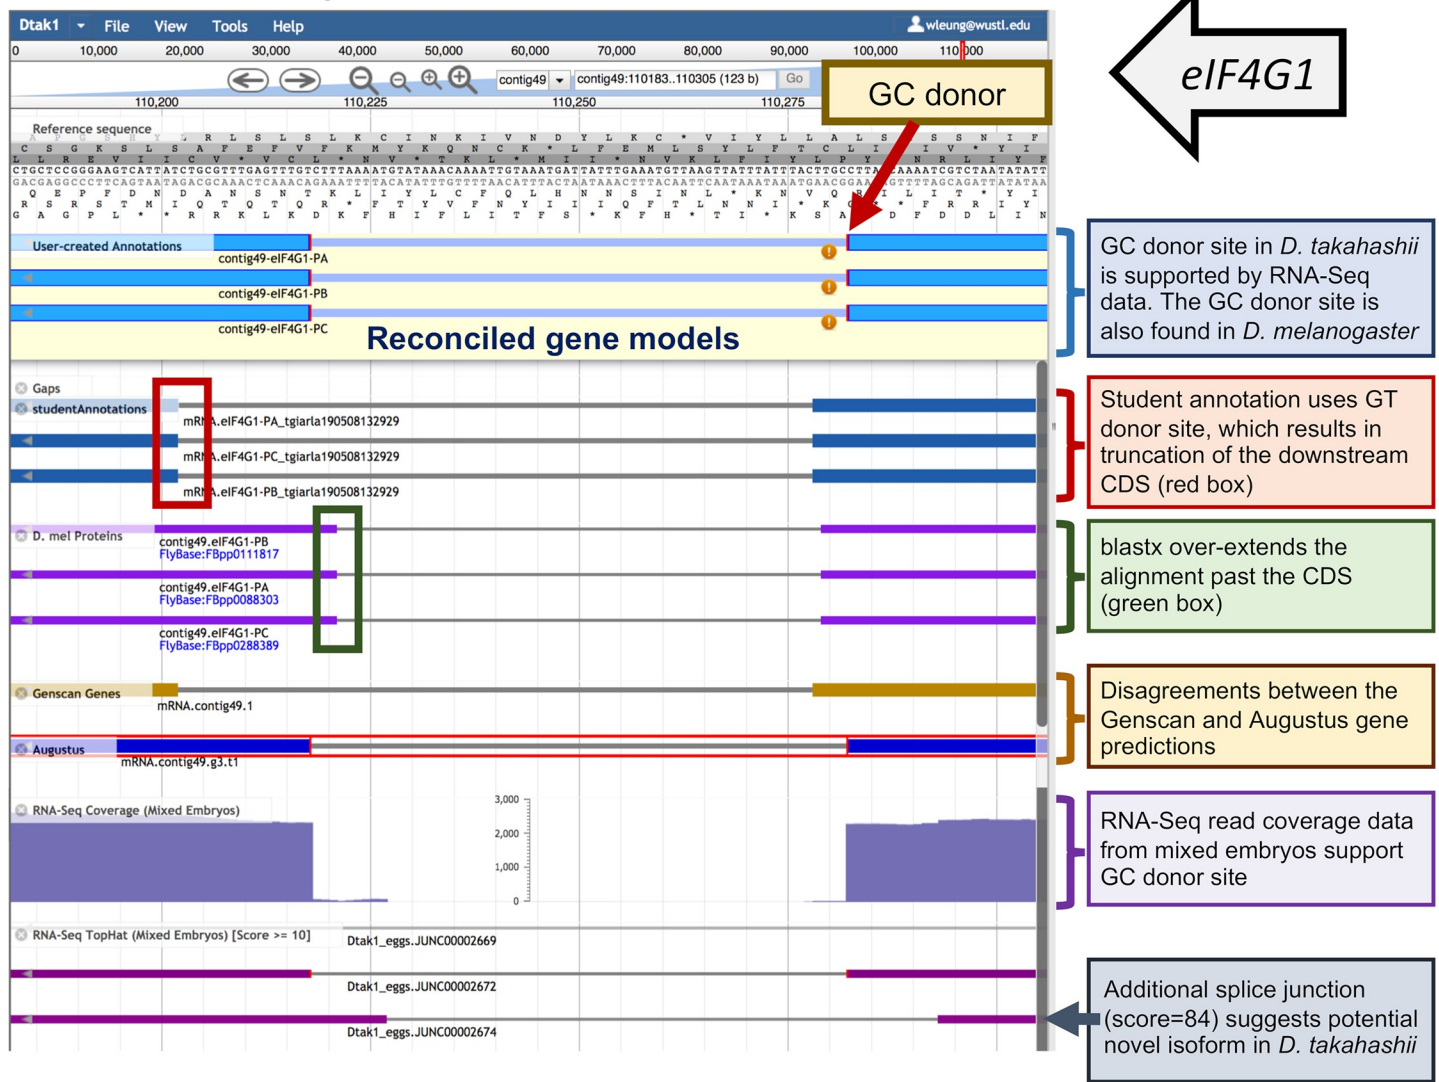 Dtak1 File View Tools Help wleung@wustl.edu
0 10,000 20,000 30,000 40,000 50,000 60,000 70,000 80,000 90,000 100,000 110,000
contig49 contig49:110183..110305 (123 b) Go
110,200 110,225 110,250 110,275
GC donor
eIF4G1
Reference sequence
User-created Annotations
contig49-eIF4G1-PA
contig49-eIF4G1-PB
contig49-eIF4G1-PC
Reconciled gene models
GC donor site in D. takahashii
is supported by RNA-Seq
data. The GC donor site is
also found in D. melanogaster
Gaps
studentAnnotations
mRNA.eIF4G1-PA_tgiarla190508132929
mRNA.eIF4G1-PC_tgiarla190508132929
mRNA.eIF4G1-PB_tgiarla190508132929
Student annotation uses GT
donor site, which results in
truncation of the downstream
CDS (red box)
D. mel Proteins
contig49.eIF4G1-PB
FlyBase:FBpp0111817
contig49.eIF4G1-PA
FlyBase:FBpp0088303
contig49.eIF4G1-PC
FlyBase:FBpp0288389
blastx over-extends the
alignment past the CDS
(green box)
Genscan Genes
mRNA.contig49.1
Augustus
mRNA.contig49.g3.t1
Disagreements between the
Genscan and Augustus gene
predictions
RNA-Seq Coverage (Mixed Embryos)
3,000
2,000
1,000
0
RNA-Seq read coverage data
from mixed embryos support
GC donor site
RNA-Seq TopHat (Mixed Embryos) [Score >= 10]
Dtak1_eggs.JUNC00002669
Dtak1_eggs.JUNC00002672
Dtak1_eggs.JUNC00002674
Additional splice junction
(score=84) suggests potential
novel isoform in D. takahashii